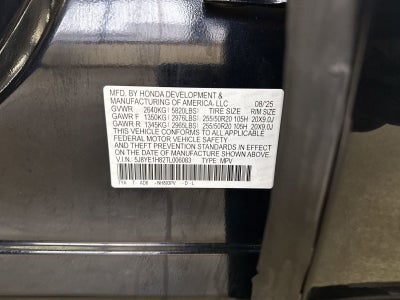 MFD. BY HONDA DEVELOPMENT &
MANUFACTURING OF AMERICA, LLC 08/'25
GVWR 2640KG( 5820LBS) TIRE SIZE RIM SIZE
GAWR F 1350KG( 2976LBS) 255/50R20 105H 20X9.0J
GAWR R 1345KG( 2965LBS) 255/50R20 105H 20X9.0J
THIS VEHICLE CONFORMS TO ALL APPLICABLE
FEDERAL MOTOR VEHICLE SAFETY
AND THEFT PREVENTION STANDARDS IN EFFECT
ON THE DATE OF MANUFACTURE SHOWN ABOVE.
V.I.N. 5J8YE1H82TL006083 TYPE: MPV